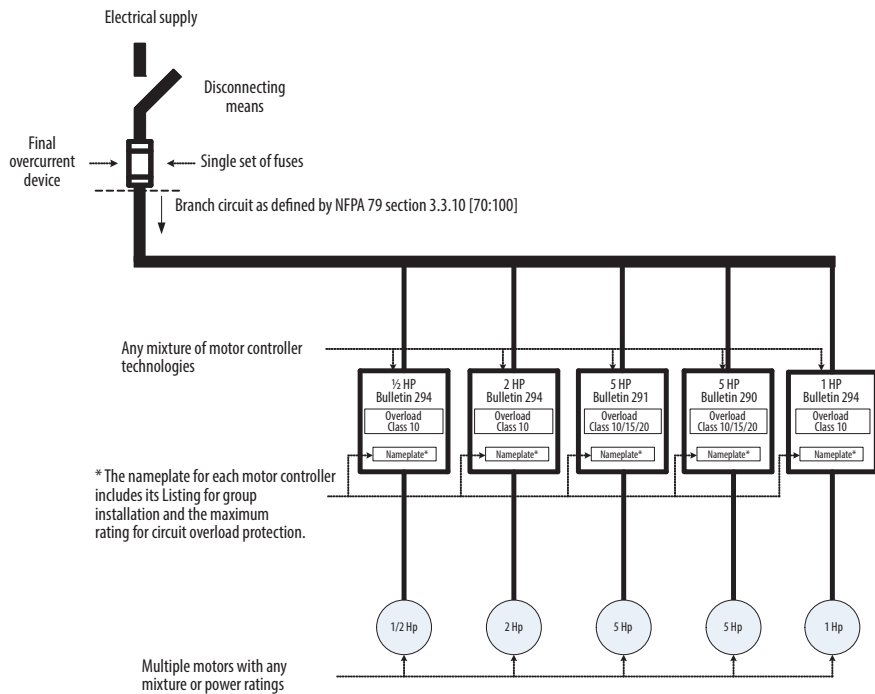 Electrical supply
Disconnecting
means
Final
overcurrent
device
Single set of fuses
Branch circuit as defined by NFPA 79 section 3.3.10 [70:100]
Any mixture of motor controller
technologies
½ HP
Bulletin 294
Overload
Class 10
Nameplate*
2 HP
Bulletin 294
Overload
Class 10
Nameplate*
5 HP
Bulletin 291
Overload
Class 10/15/20
Nameplate*
5 HP
Bulletin 290
Overload
Class 10/15/20
Nameplate*
1 HP
Bulletin 294
Overload
Class 10
Nameplate*
* The nameplate for each motor controller
includes its Listing for group
installation and the maximum
rating for circuit overload protection.
1/2 Hp
2 Hp
5 Hp
5 Hp
1 Hp
Multiple motors with any
mixture or power ratings